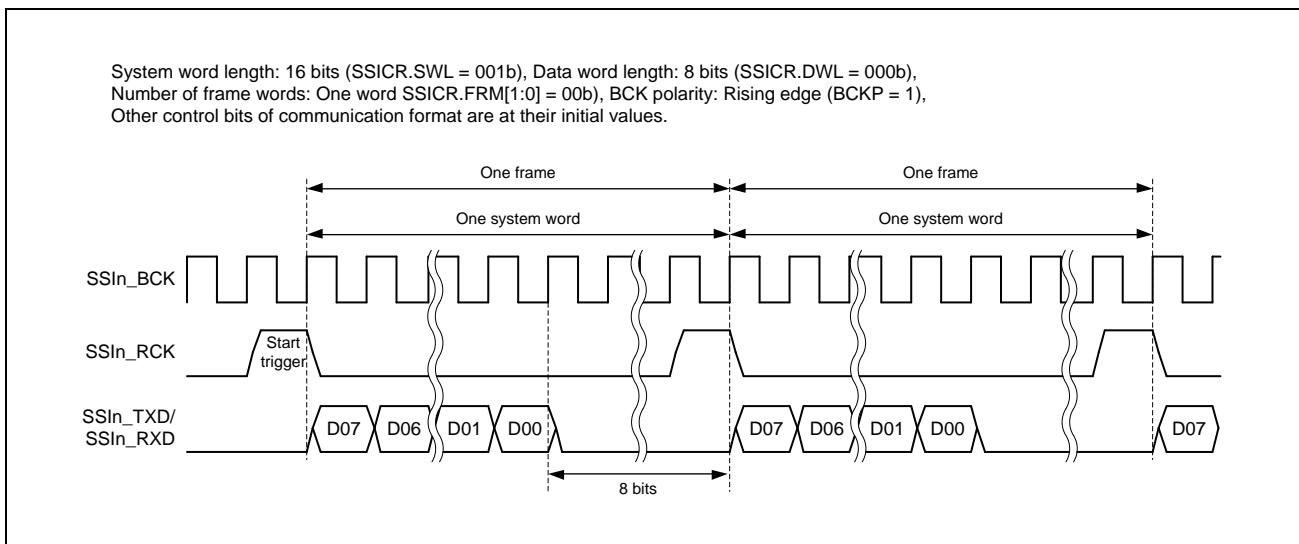 System word length: 16 bits (SSICR.SWL = 001b), Data word length: 8 bits (SSICR.DWL = 000b),
Number of frame words: One word SSICR.FRM[1:0] = 00b), BCK polarity: Rising edge (BCKP = 1),
Other control bits of communication format are at their initial values.
One frame One frame
One system word One system word
SSIn_BCK
SSIn_RCK
Start
trigger
SSIn_TXD/
SSIn_RXD
D07 D06 D01 D00 D07 D06 D01 D00 D07
8 bits